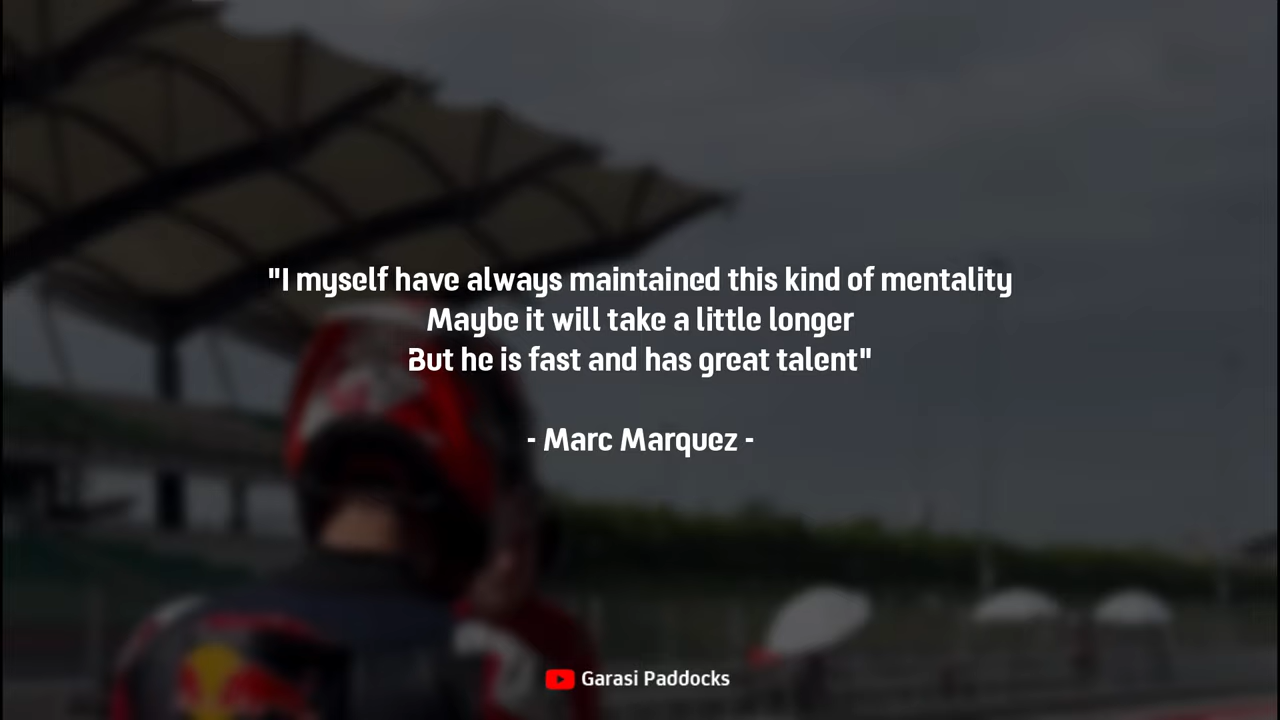 "I myself have always maintained this kind of mentality
Maybe it will take a little longer
But he is fast and has great talent"
- Marc Marquez -
Garasi Paddocks